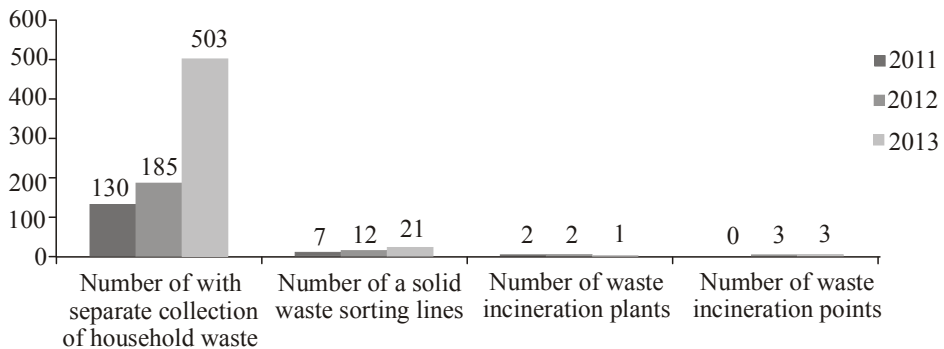 600
500
400
300
200
100
0
503
185
130
7 12 21
2 2 1
0 3 3
2011
2012
2013
Number of with
separate collection
of household waste
Number of a solid
waste sorting lines
Number of waste
incineration plants
Number of waste
incineration points